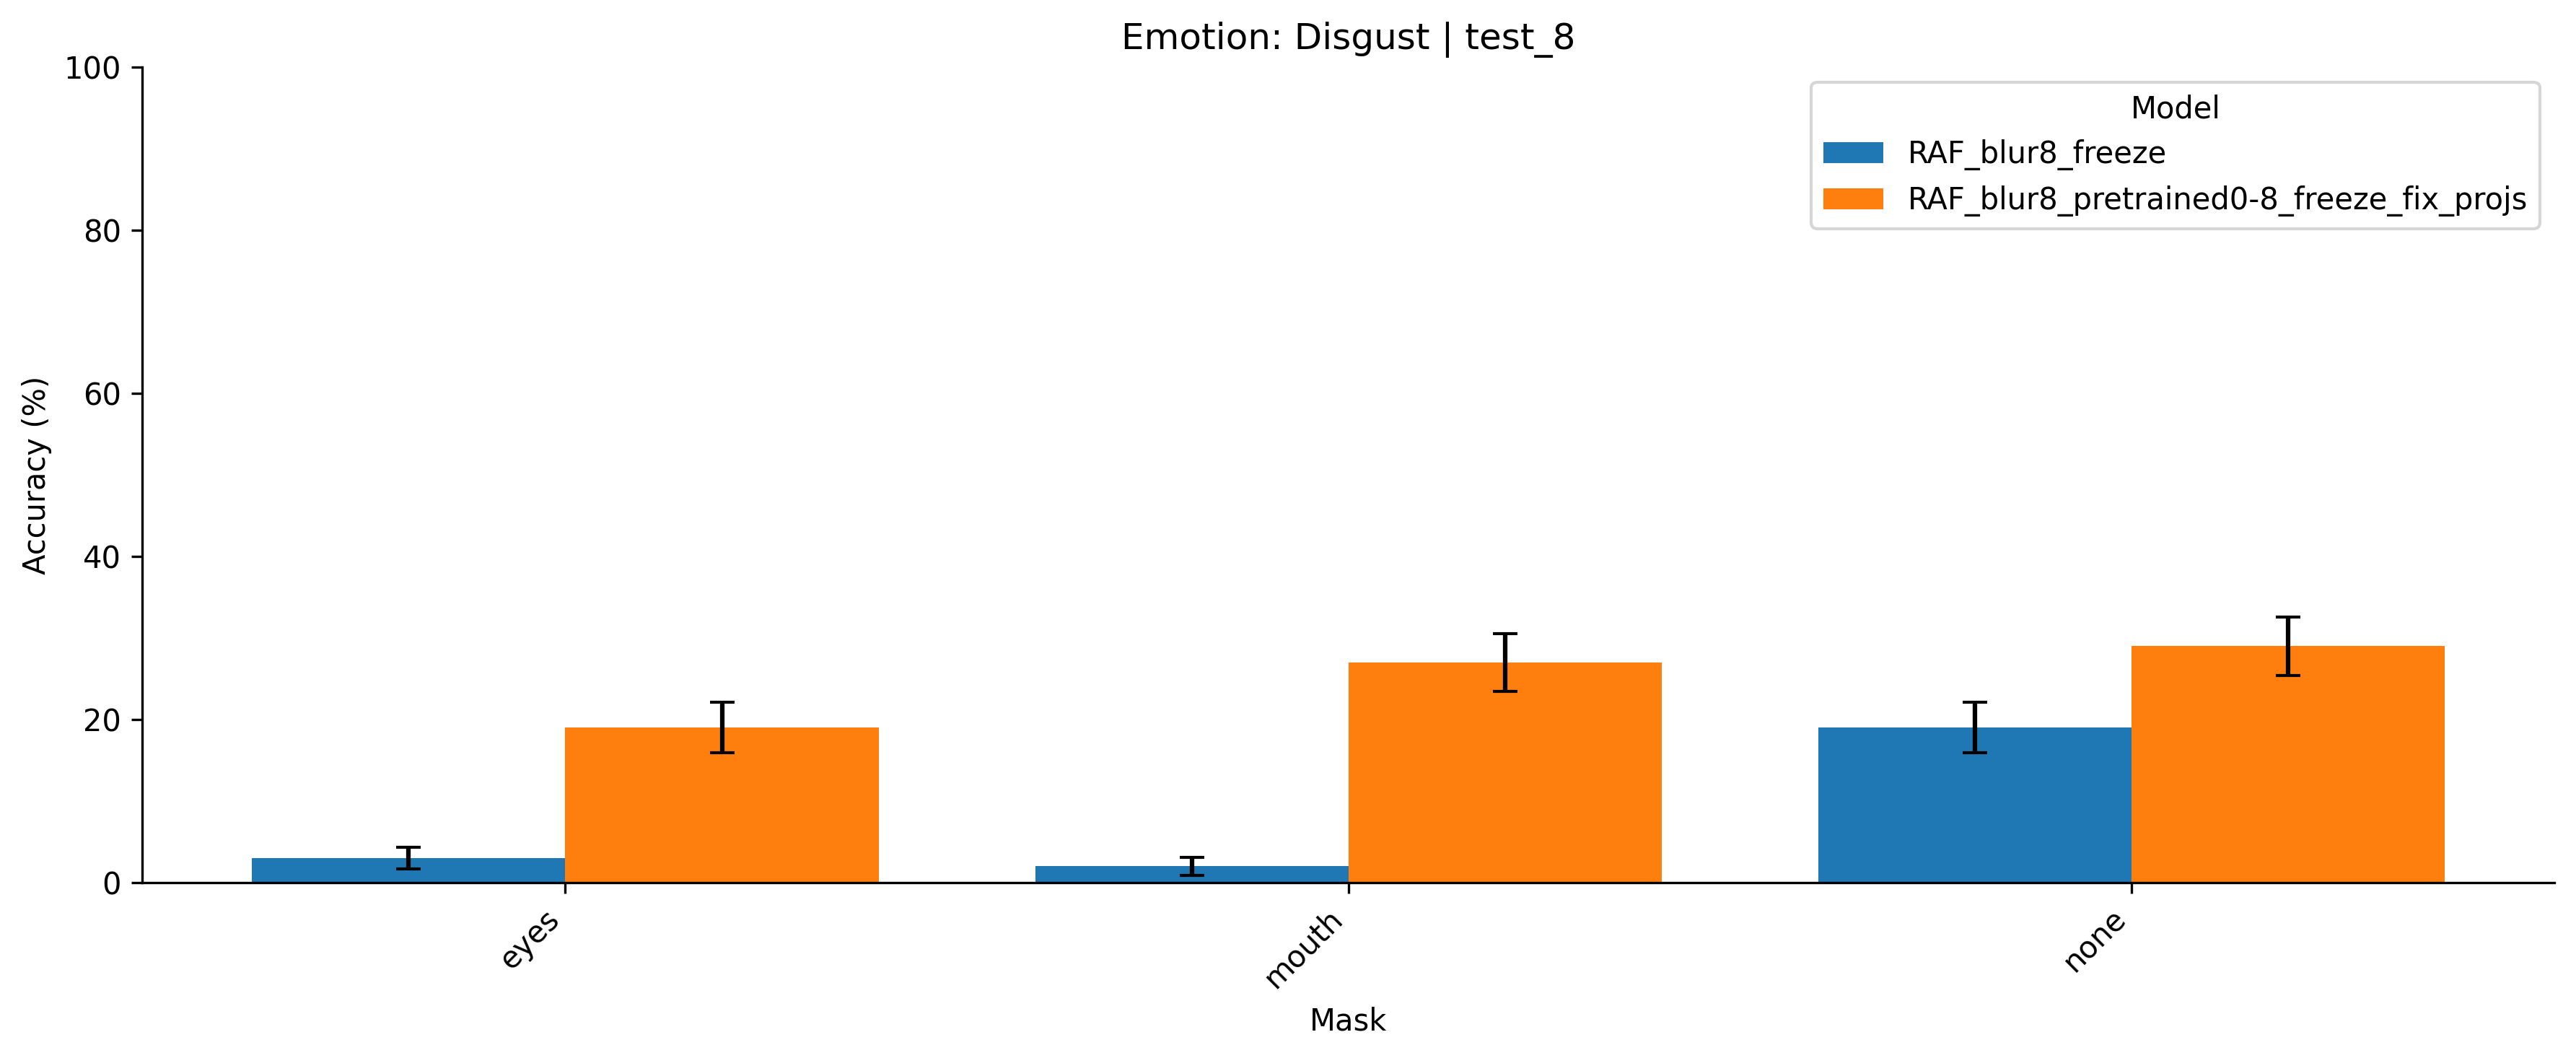 Emotion: Disgust | test_8
100
80
60
40
20
0
Accuracy (%)
Model
RAF_blur8_freeze
RAF_blur8_pretrained0-8_freeze_fix_projs
eyes
mouth
none
Mask